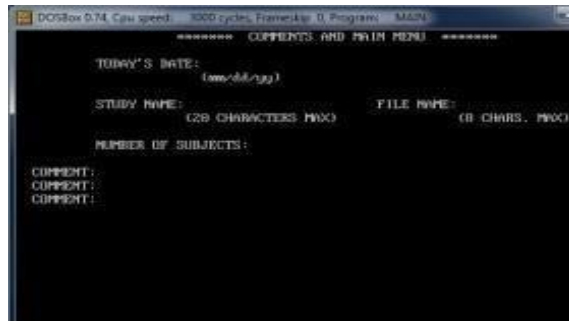 DOSBox 0.74, Cpu speed: 3000 cycles, Frameskip 0, Program: MAIN
======= COMMENTS AND MAIN MENU =======
TODAY'S DATE:
(mm/dd/yy)
STUDY NAME: FILE NAME:
(20 CHARACTERS MAX) (8 CHARS. MAX)
NUMBER OF SUBJECTS:
COMMENT:
COMMENT:
COMMENT: